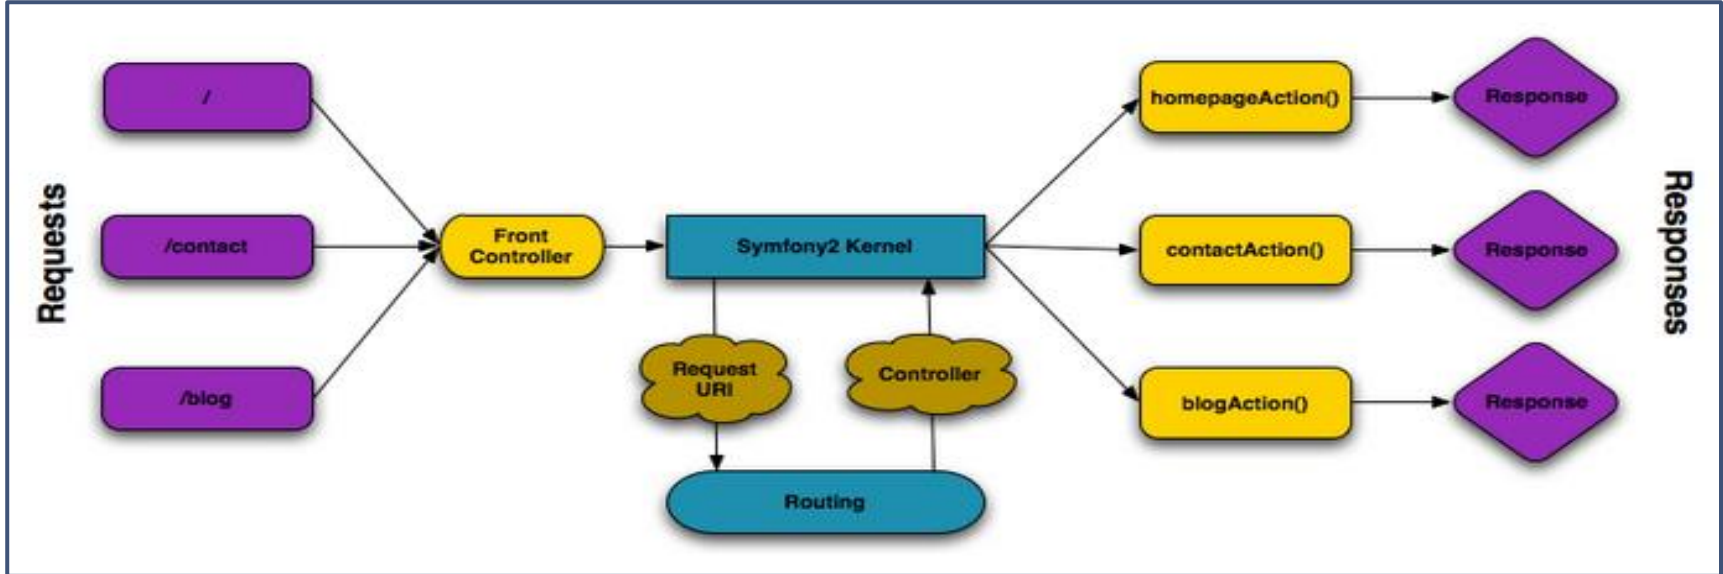 Requests
/
/contact
/blog
Front
Controller
Symfony2 Kernel
Request
URI
Controller
Routing
homepageAction()
contactAction()
blogAction()
Response
Response
Response
Responses